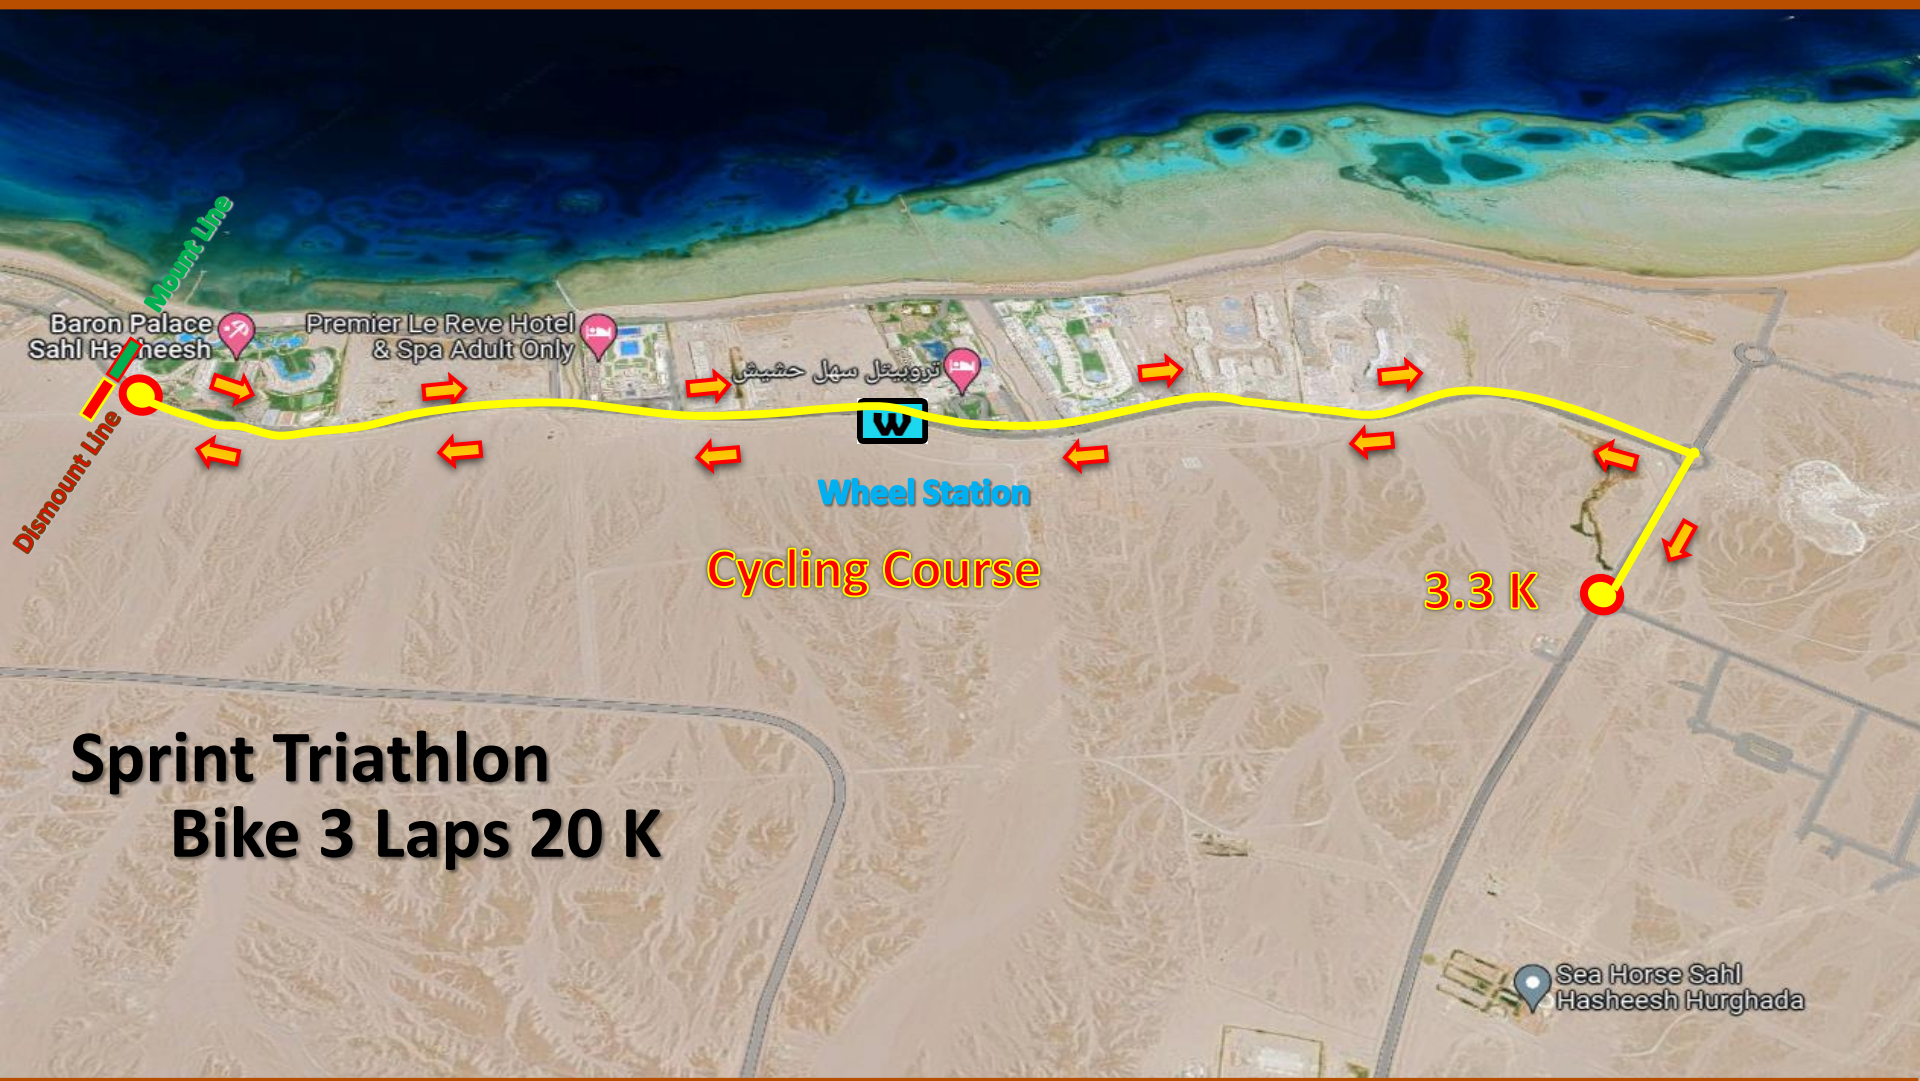 Mount Line
Baron Palace
Sahl Hasheesh
Premier Le Reve Hotel
& Spa Adult Only
تروبيتل سهل حشيش
W
Dismount Line
Wheel Station
Cycling Course
3.3 K
Sprint Triathlon
Bike 3 Laps 20 K
Sea Horse Sahl
Hasheesh Hurghada